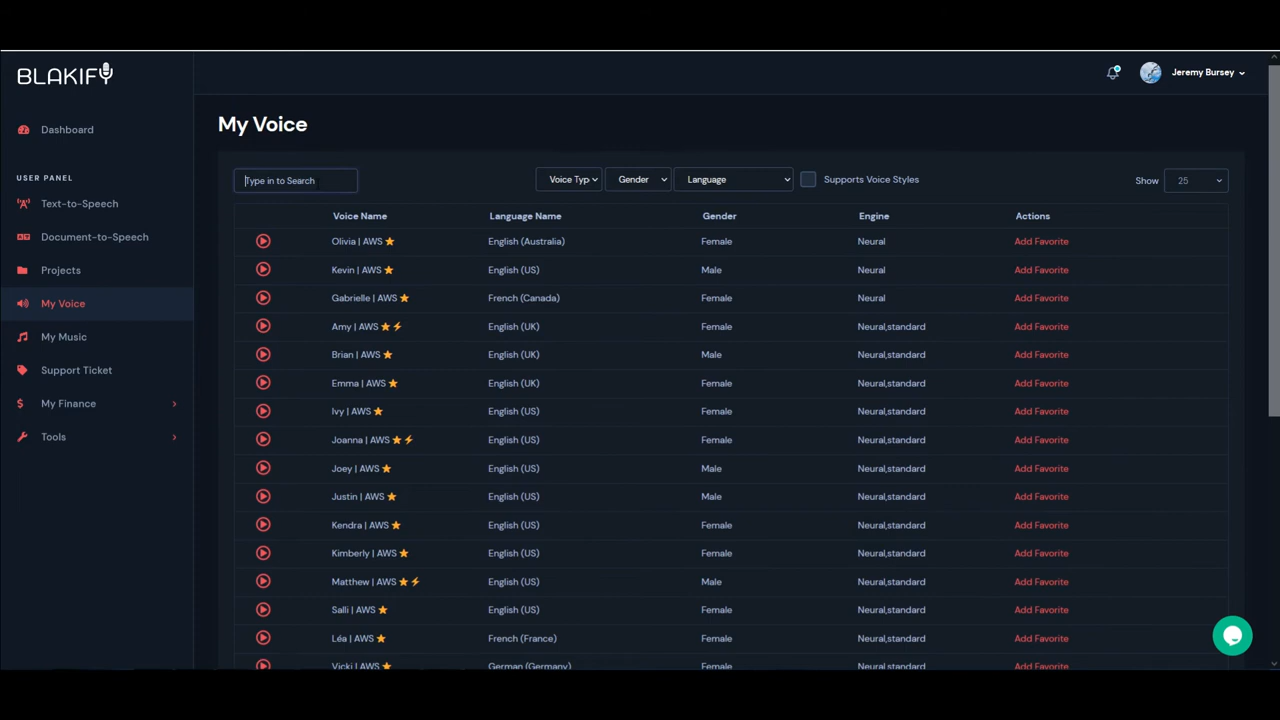 BLAKIFY
Jeremy Bursey
Dashboard
USER PANEL
Text-to-Speech
Document-to-Speech
Projects
My Voice
My Music
Support Ticket
My Finance
Tools
My Voice
Type in to Search
Voice Typ
Gender
Language
Supports Voice Styles
Show
25
Voice Name Language Name Gender Engine Actions
Olivia | AWS English (Australia) Female Neural Add Favorite
Kevin | AWS English (US) Male Neural Add Favorite
Gabrielle | AWS French (Canada) Female Neural Add Favorite
Amy | AWS English (UK) Female Neural,standard Add Favorite
Brian | AWS English (UK) Male Neural,standard Add Favorite
Emma | AWS English (UK) Female Neural,standard Add Favorite
Ivy | AWS English (US) Female Neural,standard Add Favorite
Joanna | AWS English (US) Female Neural,standard Add Favorite
Joey | AWS English (US) Male Neural,standard Add Favorite
Justin | AWS English (US) Male Neural,standard Add Favorite
Kendra | AWS English (US) Female Neural,standard Add Favorite
Kimberly | AWS English (US) Female Neural,standard Add Favorite
Matthew | AWS English (US) Male Neural,standard Add Favorite
Salli | AWS English (US) Female Neural,standard Add Favorite
Léa | AWS French (France) Female Neural,standard Add Favorite
Vicki | AWS German (Germany) Female Neural,standard Add Favorite